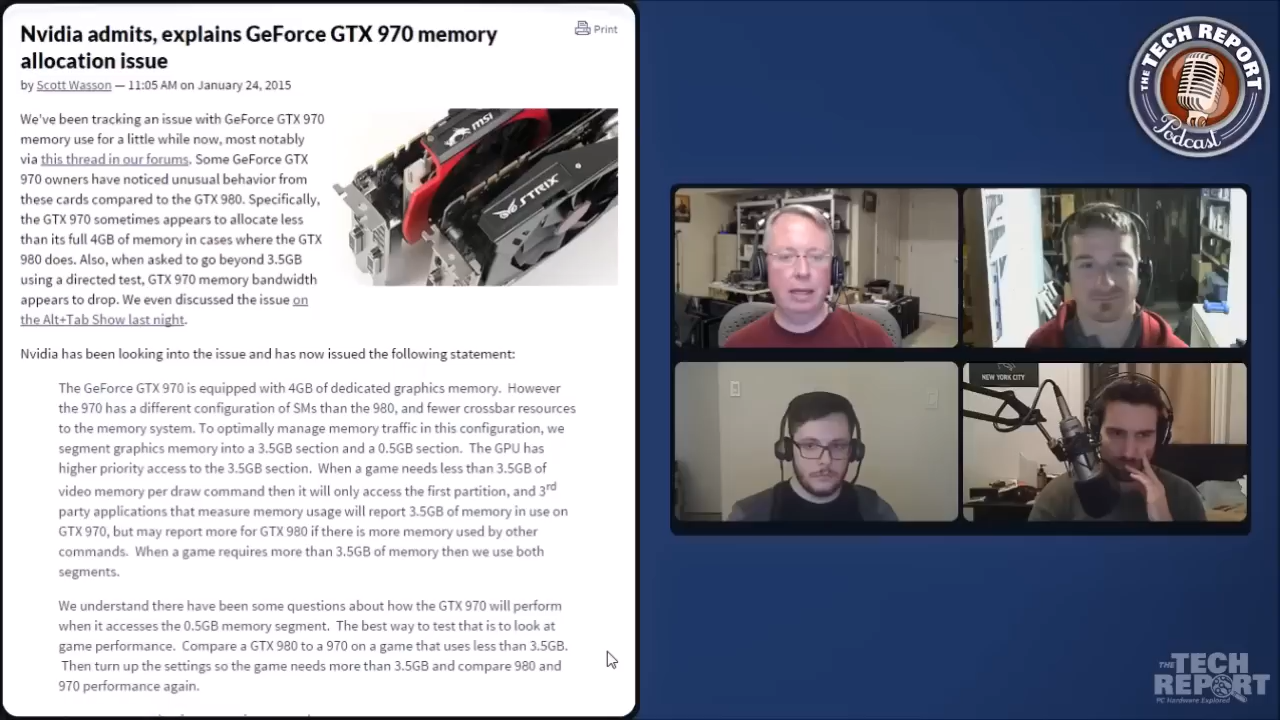 Nvidia admits, explains GeForce GTX 970 memory
allocation issue
Print
by Scott Wasson — 11:05 AM on January 24, 2015
We've been tracking an issue with GeForce GTX 970
memory use for a little while now, most notably
via this thread in our forums. Some GeForce GTX
970 owners have noticed unusual behavior from
these cards compared to the GTX 980. Specifically,
the GTX 970 sometimes appears to allocate less
than its full 4GB of memory in cases where the GTX
980 does. Also, when asked to go beyond 3.5GB
using a directed test, GTX 970 memory bandwidth
appears to drop. We even discussed the issue on
the Alt+Tab Show last night.
msi
STRIX
Nvidia has been looking into the issue and has now issued the following statement:
The GeForce GTX 970 is equipped with 4GB of dedicated graphics memory. However
the 970 has a different configuration of SMs than the 980, and fewer crossbar resources
to the memory system. To optimally manage memory traffic in this configuration, we
segment graphics memory into a 3.5GB section and a 0.5GB section. The GPU has
higher priority access to the 3.5GB section. When a game needs less than 3.5GB of
video memory per draw command then it will only access the first partition, and 3rd
party applications that measure memory usage will report 3.5GB of memory in use on
GTX 970, but may report more for GTX 980 if there is more memory used by other
commands. When a game requires more than 3.5GB of memory then we use both
segments.
We understand there have been some questions about how the GTX 970 will perform
when it accesses the 0.5GB memory segment. The best way to test that is to look at
game performance. Compare a GTX 980 to a 970 on a game that uses less than 3.5GB.
Then turn up the settings so the game needs more than 3.5GB and compare 980 and
970 performance again.
THE TECH REPORT
Podcast
NEW YORK CITY
THE TECH
REPORT
PC Hardware Explored